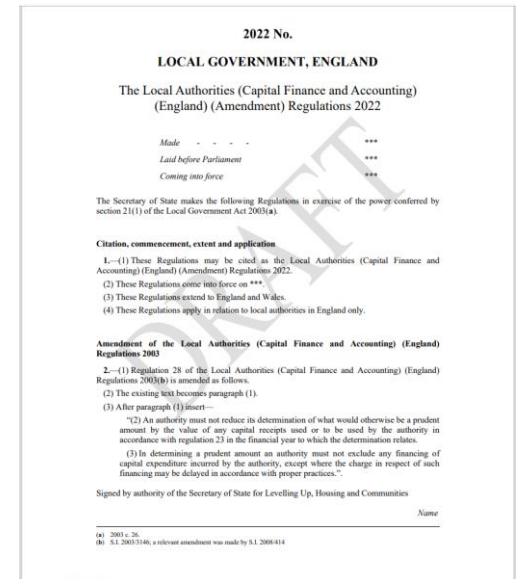 2022 No.
LOCAL GOVERNMENT, ENGLAND
The Local Authorities (Capital Finance and Accounting)
(England) (Amendment) Regulations 2022
Made - - - - ***
Laid before Parliament ***
Coming into force ***
The Secretary of State makes the following Regulations in exercise of the power conferred by
section 21(1) of the Local Government Act 2003(a).
Citation, commencement, extent and application
1.—(1) These Regulations may be cited as the Local Authorities (Capital Finance and
Accounting) (England) (Amendment) Regulations 2022.
(2) These Regulations come into force on ***.
(3) These Regulations extend to England and Wales.
(4) These Regulations apply in relation to local authorities in England only.
Amendment of the Local Authorities (Capital Finance and Accounting) (England)
Regulations 2003
2.—(1) Regulation 28 of the Local Authorities (Capital Finance and Accounting) (England)
Regulations 2003(b) is amended as follows.
(2) The existing text becomes paragraph (1).
(3) After paragraph (1) insert—
"(2) An authority must not reduce its determination of what would otherwise be a prudent
amount by the value of any capital receipts used or to be used by the authority in
accordance with regulation 23 in the financial year to which the determination relates.
(3) In determining a prudent amount an authority must not exclude any financing of
capital expenditure incurred by the authority, except where the charge in respect of such
financing may be delayed in accordance with proper practices.".
Signed by authority of the Secretary of State for Levelling Up, Housing and Communities
Name
(a) 2003 c. 26.
(b) S.I. 2003/3146; a relevant amendment was made by S.I. 2008/414
DRAFT